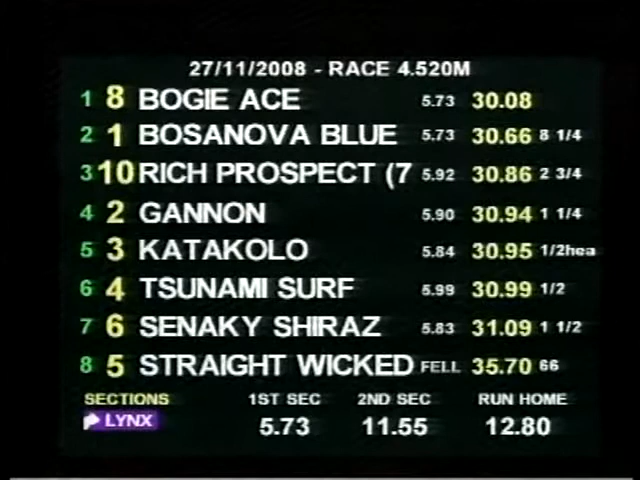 27/11/2008 - RACE 4.520M
1 8 BOGIE ACE 5.73 30.08
2 1 BOSANOVA BLUE 5.73 30.66 8 1/4
3 10 RICH PROSPECT (7 5.92 30.86 2 3/4
4 2 GANNON 5.90 30.94 1 1/4
5 3 KATAKOLO 5.84 30.95 1/2hea
6 4 TSUNAMI SURF 5.99 30.99 1/2
7 6 SENAKY SHIRAZ 5.83 31.09 1 1/2
8 5 STRAIGHT WICKED FELL 35.70 66
SECTIONS 1ST SEC 2ND SEC RUN HOME
LYNX 5.73 11.55 12.80